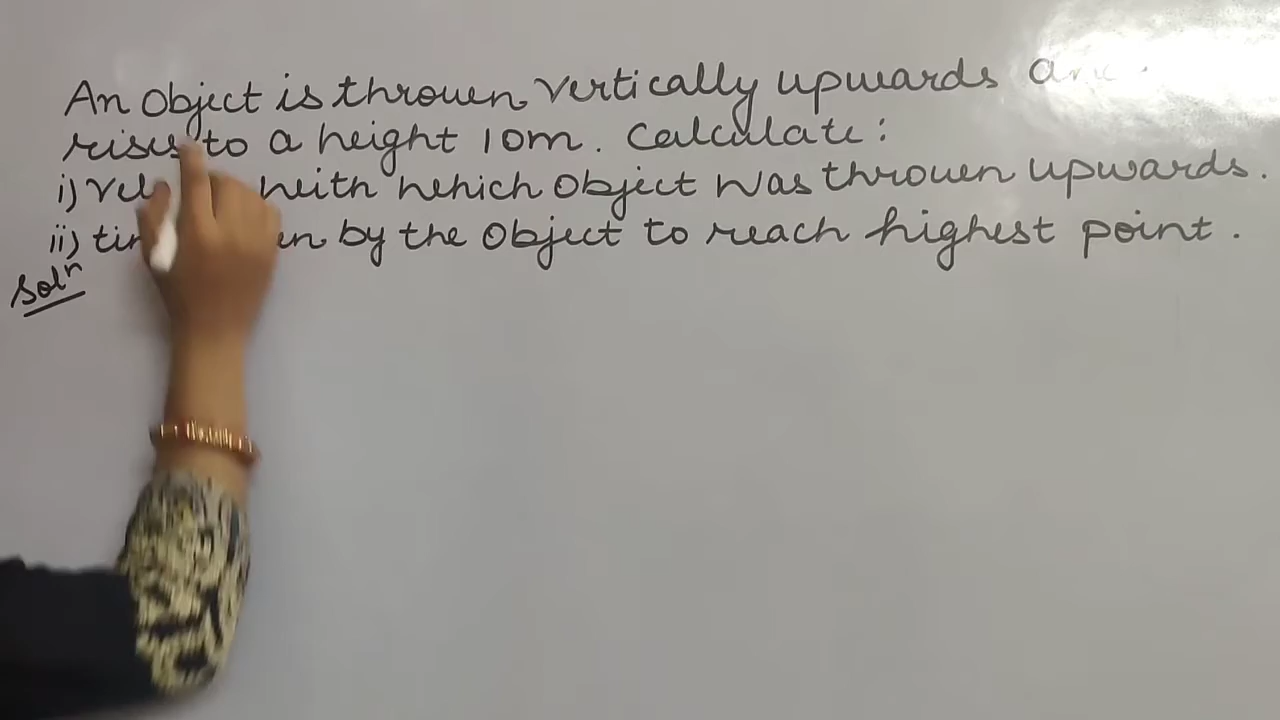 An object is thrown vertically upwards
rises to a height 10m. Calculate:
i) with which object was thrown upwards.
ii) by the object to reach highest point.
Solⁿ